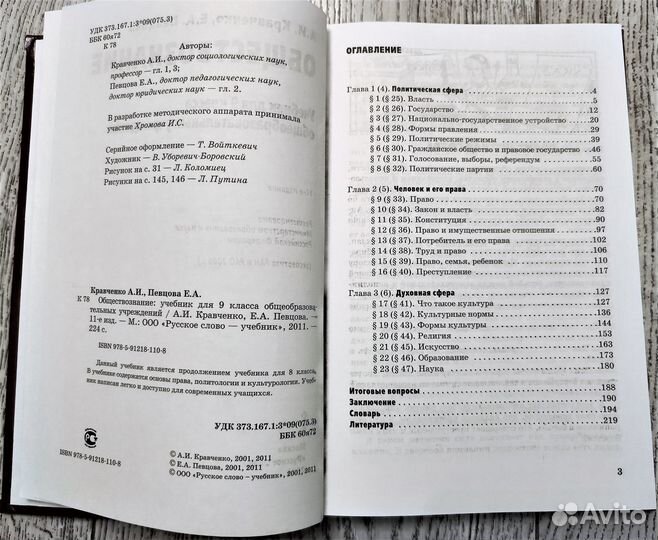 УДК 373.167.1:3*09(075.3)
ББК 60я72
К 78
Авторы:
Кравченко А.И., доктор социологических наук,
профессор — гл. 1, 3;
Певцова Е.А., доктор педагогических наук,
доктор юридических наук — гл. 2.
В разработке методического аппарата принимала
участие Хромова И.С.
Серийное оформление — Т. Войткевич
Художник — В. Уборевич-Боровский
Рисунок на с. 31 — Л. Коломиец
Рисунки на с. 145, 146 — Л. Путина
Кравченко А.И., Певцова Е.А.
К 78 Обществознание: учебник для 9 класса общеобразова-
тельных учреждений / А.И. Кравченко, Е.А. Певцова. —
11-е изд. — М.: ООО «Русское слово — учебник», 2011. —
224 с.
ISBN 978-5-91218-110-8
Данный учебник является продолжением учебника для 8 класса.
В учебнике содержатся основы права, политологии и культурологии. Учеб-
ник написан легко и доступно для современных учащихся.
УДК 373.167.1:3*09(075.3)
ББК 60я72
РСТ
© А.И. Кравченко, 2001, 2011
© Е.А. Певцова, 2001, 2011
© ООО «Русское слово – учебник», 2001, 2011
ISBN 978-5-91218-110-8
ОГЛАВЛЕНИЕ
Глава 1 (4). Политическая сфера 4
§ 1 (§ 25). Власть 5
§ 2 (§ 26). Государство 12
§ 3 (§ 27). Национально-государственное устройство 20
§ 4 (§ 28). Формы правления 29
§ 5 (§ 29). Политические режимы 39
§ 6 (§ 30). Гражданское общество и правовое государство 46
§ 7 (§ 31). Голосование, выборы, референдум 55
§ 8 (§ 32). Политические партии 60
Глава 2 (5). Человек и его права 70
§ 9 (§ 33). Право 70
§ 10 (§ 34). Закон и власть 82
§ 11 (§ 35). Конституция 90
§ 12 (§ 36). Право и имущественные отношения 97
§ 13 (§ 37). Потребитель и его права 102
§ 14 (§ 38). Труд и право 106
§ 15 (§ 39). Право, семья, ребенок 111
§ 16 (§ 40). Преступление 117
Глава 3 (6). Духовная сфера 127
§ 17 (§ 41). Что такое культура 127
§ 18 (§ 42). Культурные нормы 136
§ 19 (§ 43). Формы культуры 144
§ 20 (§ 44). Религия 153
§ 21 (§ 45). Искусство 163
§ 22 (§ 46). Образование 173
§ 23 (§ 47). Наука 180
Итоговые вопросы 188
Заключение 190
Словарь 194
Литература 219
3
Avito